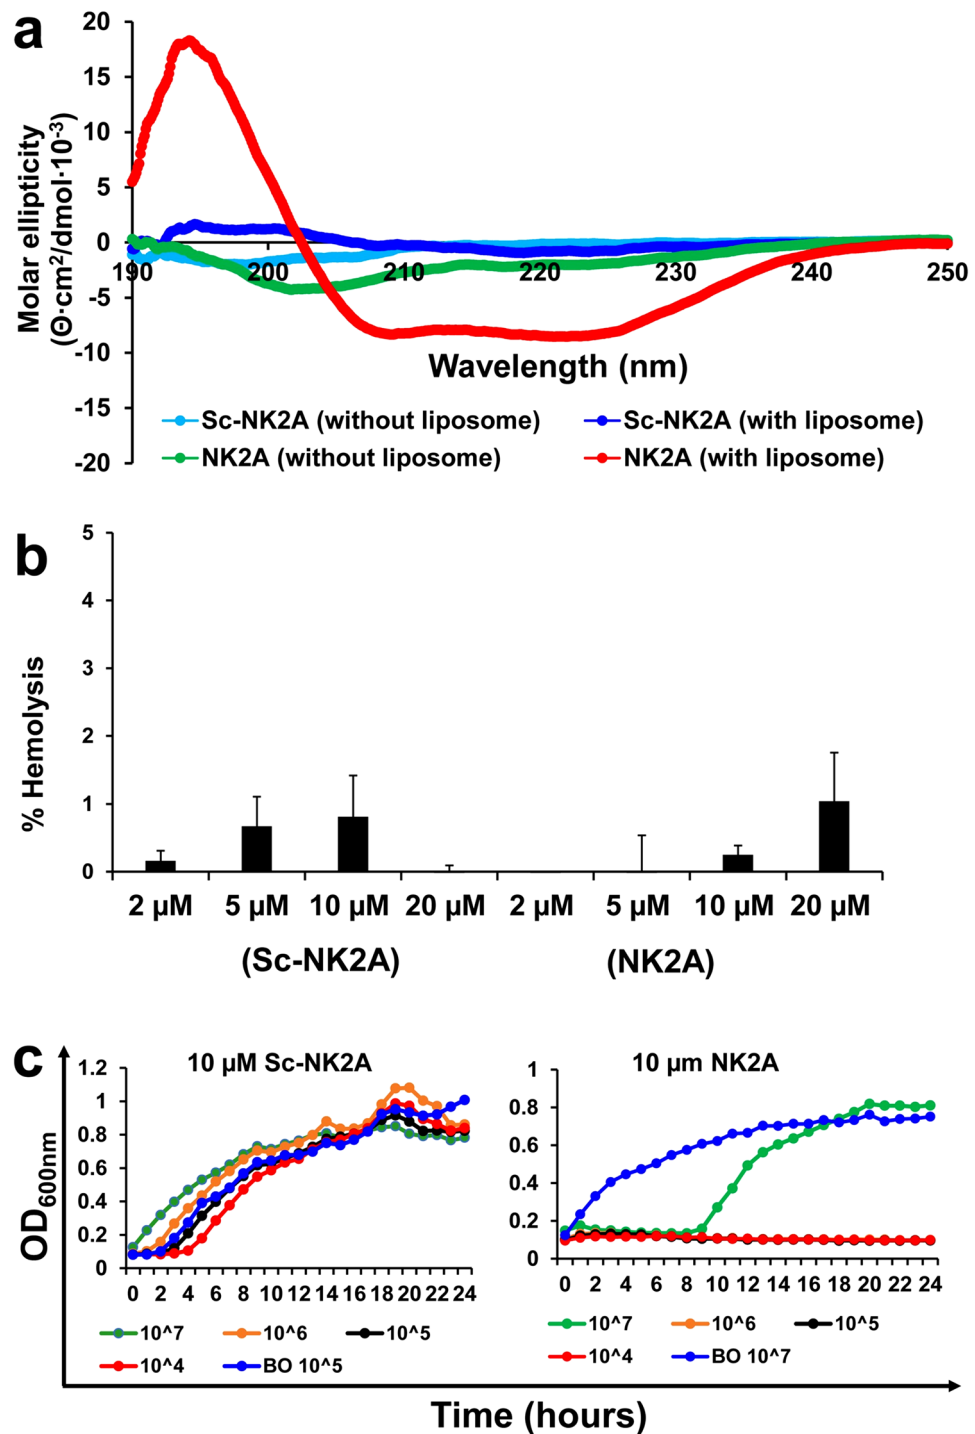 a
20
15
10
5
0
-5
-10
-15
-20
Molar ellipticity
(Θ·cm²/dmol·10⁻³)
190 200 210 220 230 240 250
Wavelength (nm)
Sc-NK2A (without liposome) Sc-NK2A (with liposome)
NK2A (without liposome) NK2A (with liposome)
b
5
4
3
2
1
0
% Hemolysis
2 µM 5 µM 10 µM 20 µM 2 µM 5 µM 10 µM 20 µM
(Sc-NK2A) (NK2A)
c
OD600nm
10 µM Sc-NK2A
1.2
1
0.8
0.6
0.4
0.2
0
0 2 4 6 8 10 12 14 16 18 20 22 24
10^7 10^6 10^5
10^4 BO 10^5
10 µm NK2A
1
0.8
0.6
0.4
0.2
0
0 2 4 6 8 10 12 14 16 18 20 22 24
10^7 10^6 10^5
10^4 BO 10^7
Time (hours)